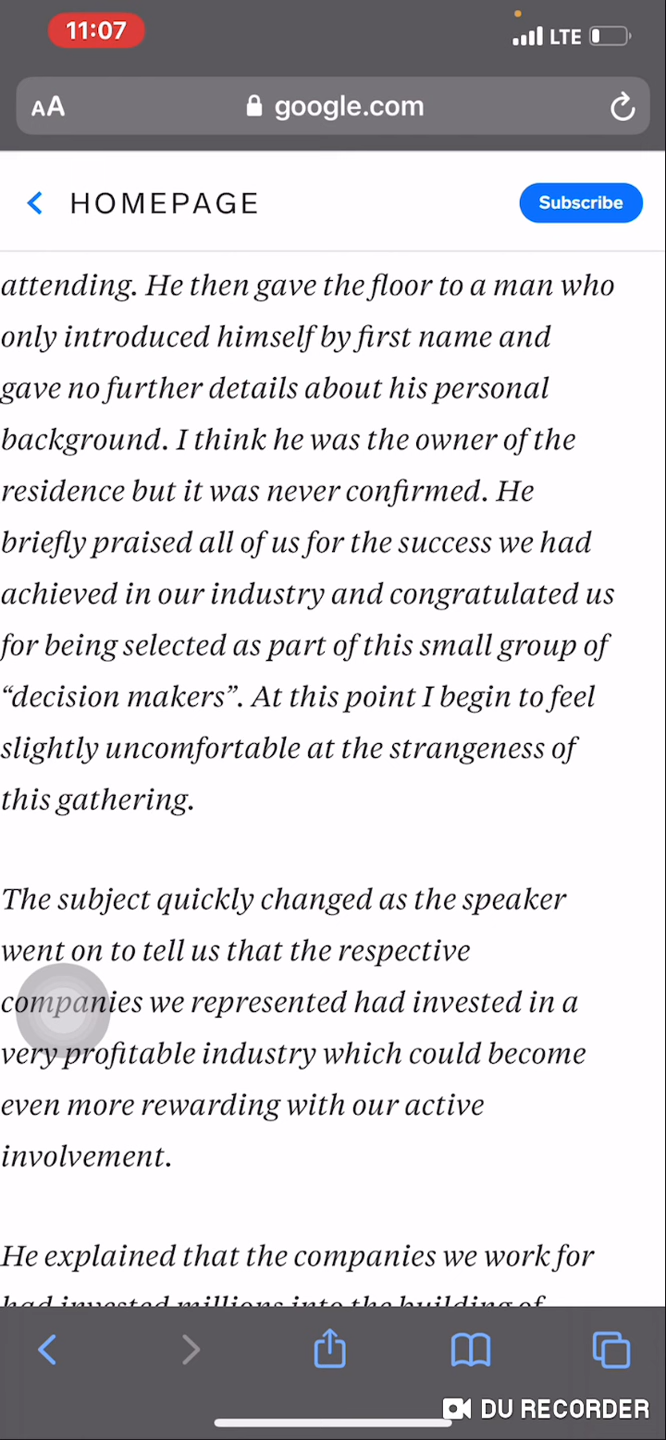 11:07
LTE
AA
google.com
HOMEPAGE
Subscribe
attending. He then gave the floor to a man who
only introduced himself by first name and
gave no further details about his personal
background. I think he was the owner of the
residence but it was never confirmed. He
briefly praised all of us for the success we had
achieved in our industry and congratulated us
for being selected as part of this small group of
“decision makers”. At this point I begin to feel
slightly uncomfortable at the strangeness of
this gathering.
The subject quickly changed as the speaker
went on to tell us that the respective
companies we represented had invested in a
very profitable industry which could become
even more rewarding with our active
involvement.
He explained that the companies we work for
had invested millions into the building of
DU RECORDER